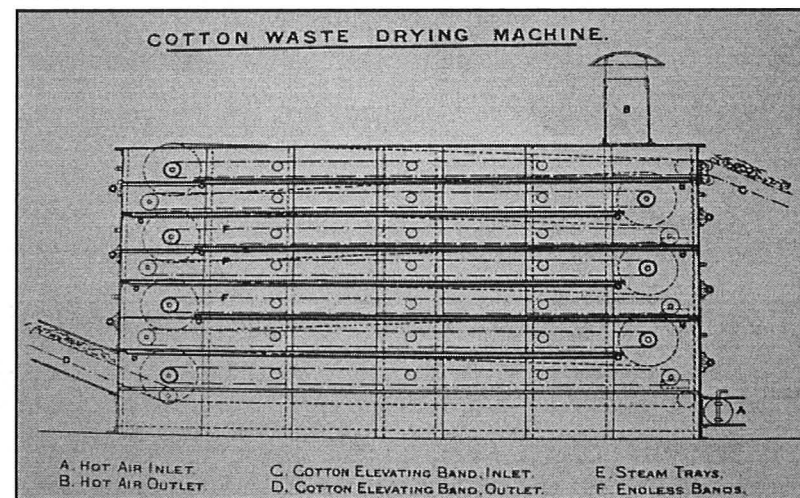 COTTON WASTE DRYING MACHINE.
B
C
F
F
F
D
A
A. HOT AIR INLET.
B. HOT AIR OUTLET.
C. COTTON ELEVATING BAND, INLET.
D. COTTON ELEVATING BAND, OUTLET.
E. STEAM TRAYS.
F. ENDLESS BANDS.